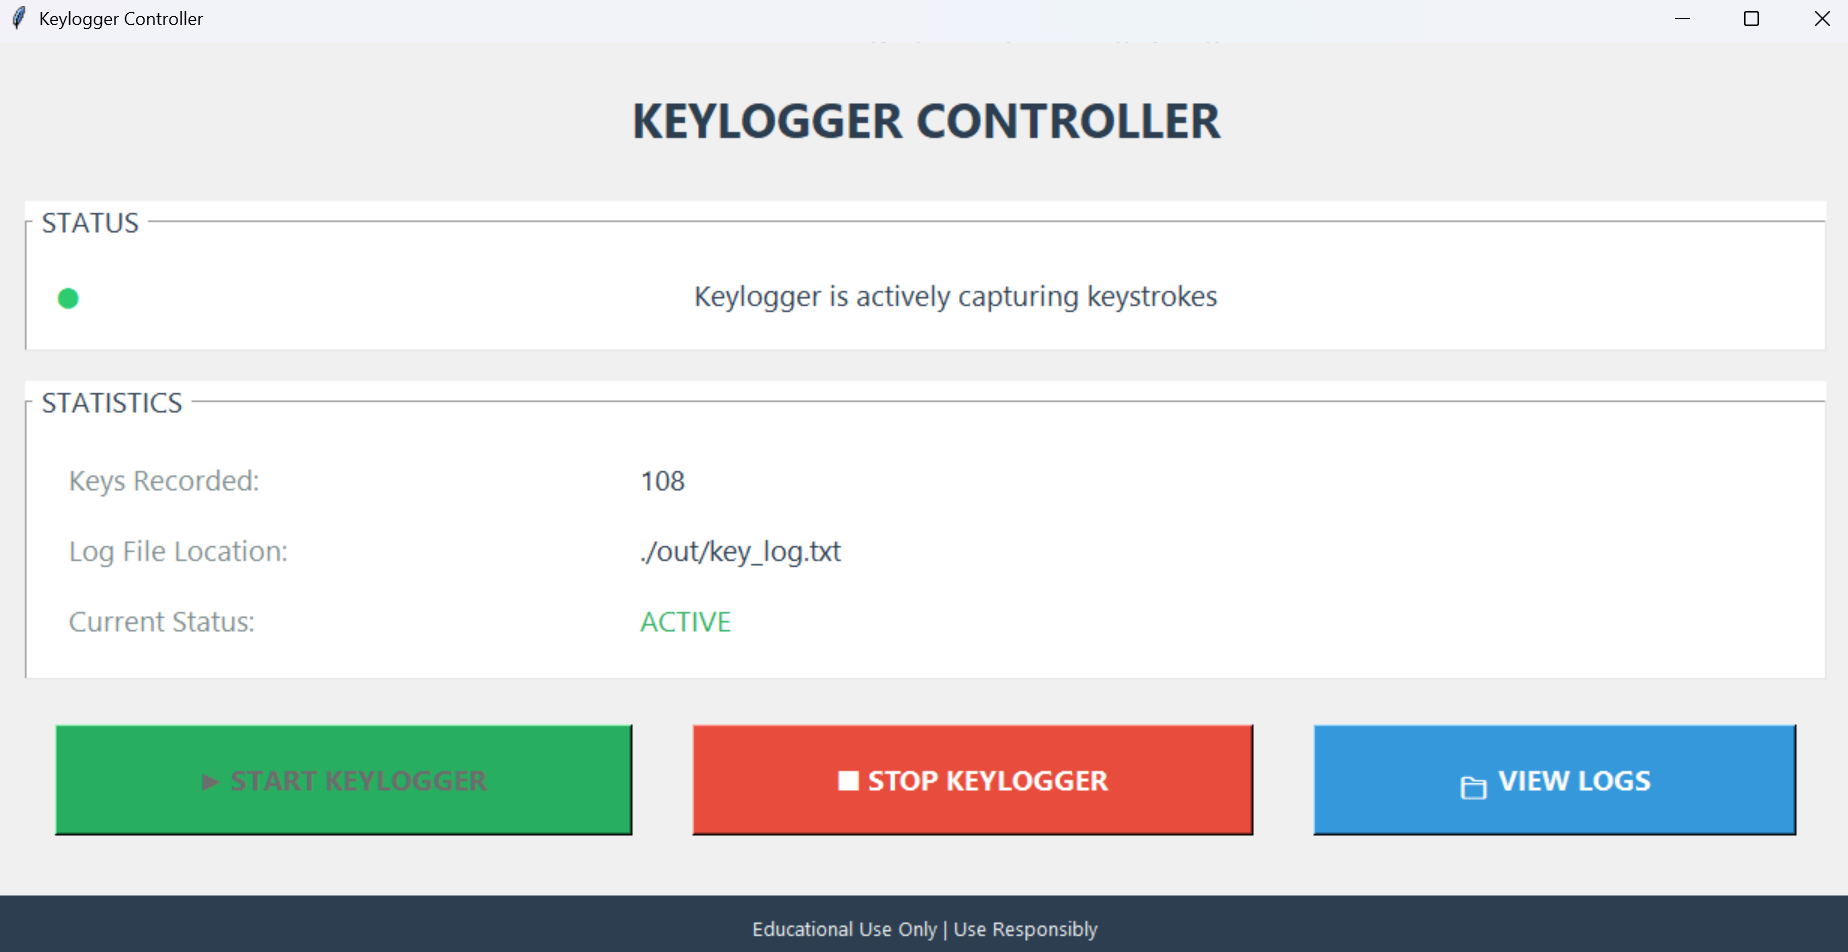 Keylogger Controller
KEYLOGGER CONTROLLER
STATUS
Keylogger is actively capturing keystrokes
STATISTICS
Keys Recorded: 108
Log File Location: ./out/key_log.txt
Current Status: ACTIVE
► START KEYLOGGER
■ STOP KEYLOGGER
VIEW LOGS
Educational Use Only | Use Responsibly